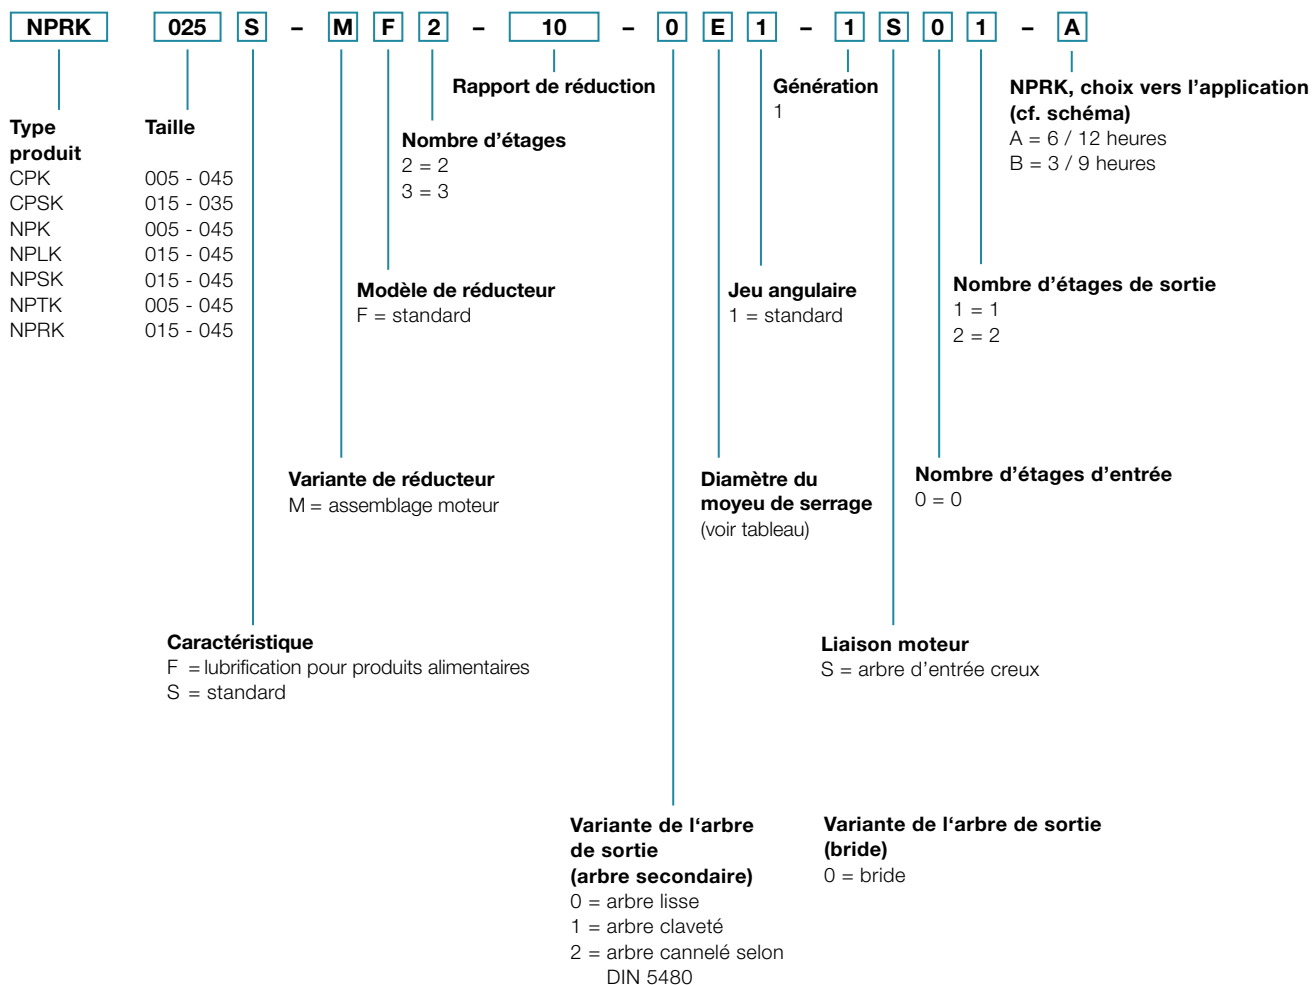 NPRK 025 S – M F 2 – 10 – 0 E 1 – 1 S 0 1 – A
Rapport de réduction
Génération
1
NPRK, choix vers l’application
(cf. schéma)
A = 6 / 12 heures
B = 3 / 9 heures
Type
produit
Taille
CPK 005 - 045
CPSK 015 - 035
NPK 005 - 045
NPLK 015 - 045
NPSK 015 - 045
NPTK 005 - 045
NPRK 015 - 045
Nombre d’étages
2 = 2
3 = 3
Modèle de réducteur
F = standard
Jeu angulaire
1 = standard
Nombre d’étages de sortie
1 = 1
2 = 2
Variante de réducteur
M = assemblage moteur
Diamètre du
moyeu de serrage
(voir tableau)
Nombre d’étages d’entrée
0 = 0
Caractéristique
F = lubrification pour produits alimentaires
S = standard
Liaison moteur
S = arbre d’entrée creux
Variante de l‘arbre
de sortie
(arbre secondaire)
0 = arbre lisse
1 = arbre claveté
2 = arbre cannelé selon
DIN 5480
Variante de l‘arbre de sortie
(bride)
0 = bride